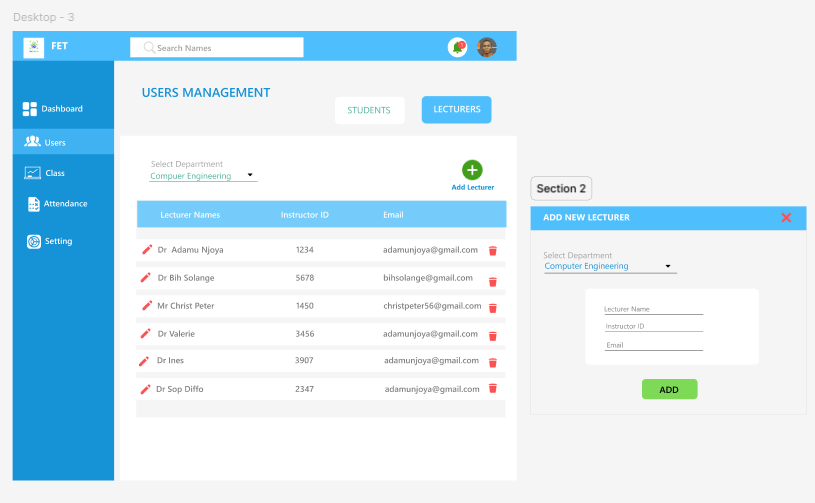 Desktop – 3
FET
Search Names
USERS MANAGEMENT
STUDENTS
LECTURERS
Dashboard
Users
Class
Attendance
Setting
Select Department
Compuer Engineering
Add Lecturer
Lecturer Names Instructor ID Email
Dr Adamu Njoya 1234 adamunjoya@gmail.com
Dr Bih Solange 5678 bihsolange@gmail.com
Mr Christ Peter 1450 christpeter56@gmail.com
Dr Valerie 3456 adamunjoya@gmail.com
Dr Ines 3907 adamunjoya@gmail.com
Dr Sop Diffo 2347 adamunjoya@gmail.com
Section 2
ADD NEW LECTURER
Select Department
Computer Engineering
Lecturer Name
Instructor ID
Email
ADD